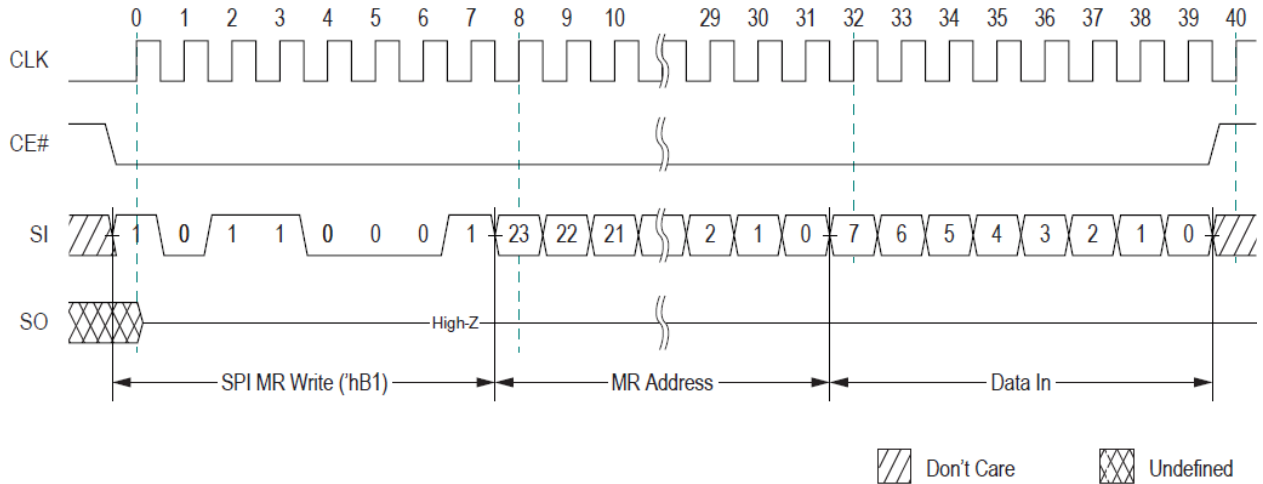 0 1 2 3 4 5 6 7 8 9 10 29 30 31 32 33 34 35 36 37 38 39 40
CLK
CE#
SI 1 0 1 1 0 0 0 1 23 22 21 2 1 0 7 6 5 4 3 2 1 0
SO High-Z
SPI MR Write ('hB1) MR Address Data In
Don't Care Undefined